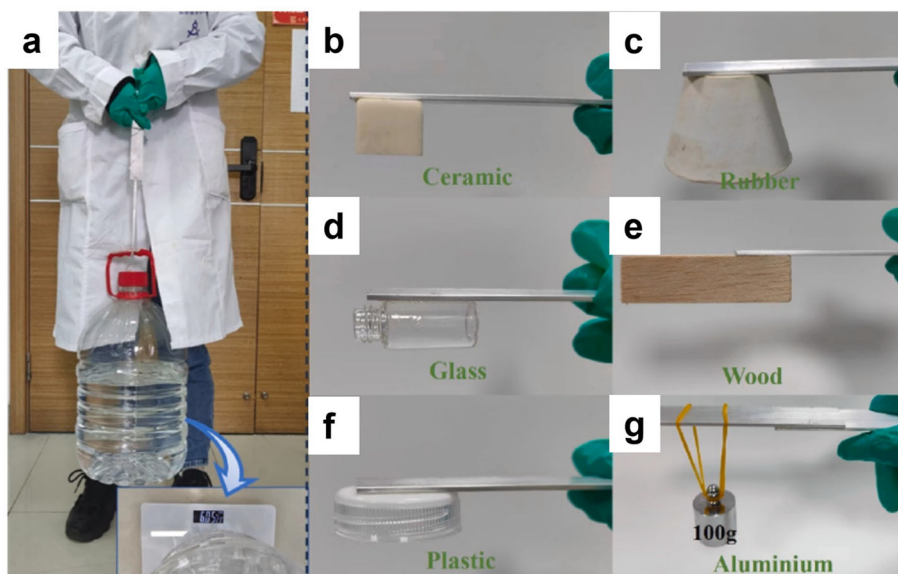 a
b
Ceramic
c
Rubber
d
Glass
e
Wood
f
Plastic
g
100g
Aluminium